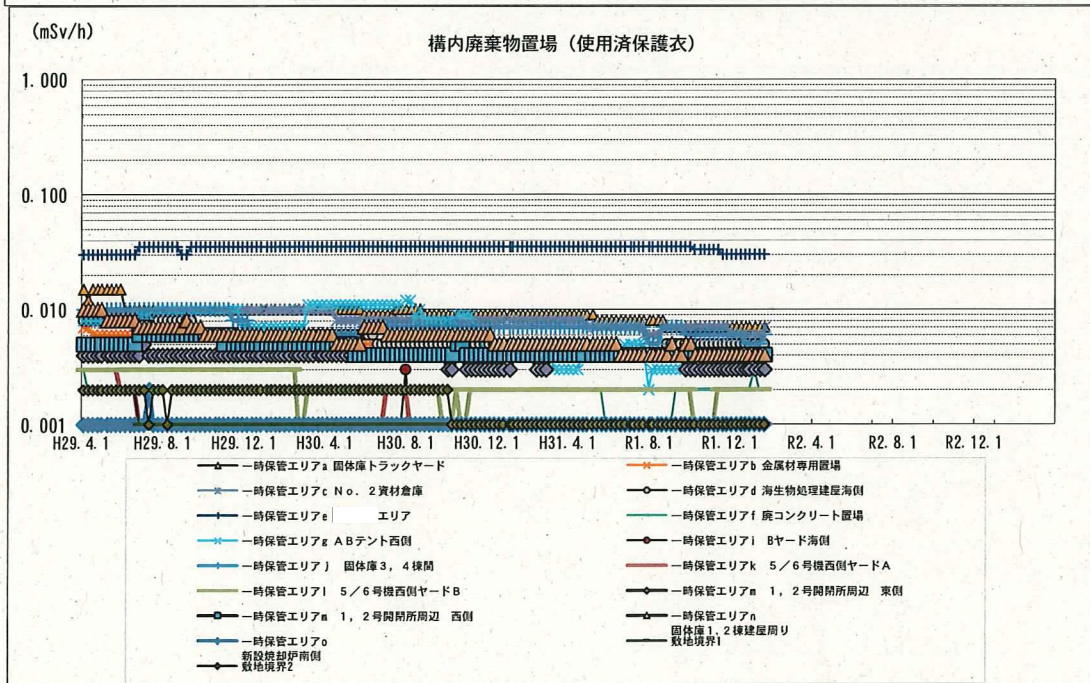 (mSv/h)
構内廃棄物置場（使用済保護衣）
1.000
0.100
0.010
0.001
H29.4.1 H29.8.1 H29.12.1 H30.4.1 H30.8.1 H30.12.1 H31.4.1 R1.8.1 R1.12.1 R2.4.1 R2.8.1 R2.12.1
一時保管エリアa 固体庫トラックヤード
一時保管エリアb 金属材専用置場
一時保管エリアc No．2資材倉庫
一時保管エリアd 海生物処理建屋海側
一時保管エリアe エリア
一時保管エリアf 廃コンクリート置場
一時保管エリアg ABテント西側
一時保管エリアi Bヤード海側
一時保管エリアj 固体庫3，4棟間
一時保管エリアk 5／6号機西側ヤードA
一時保管エリアl 5／6号機西側ヤードB
一時保管エリアm 1，2号開閉所周辺 東側
一時保管エリアm 1，2号開閉所周辺 西側
一時保管エリアn
固体庫1,2棟建屋周り
一時保管エリアo
敷地境界1
新設焼却炉南側
敷地境界2